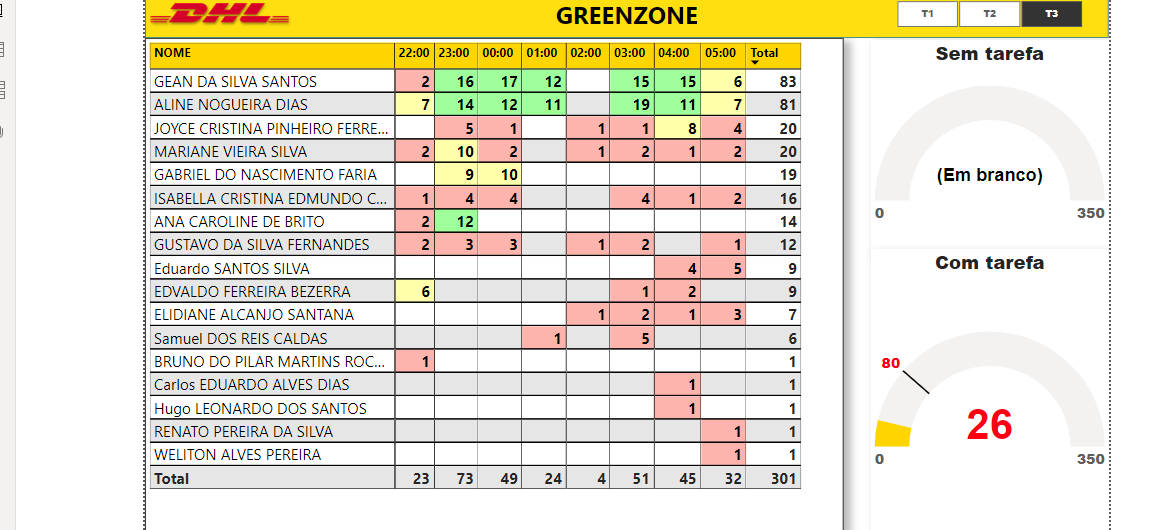 DHL
GREENZONE
T1 T2 T3
NOME 22:00 23:00 00:00 01:00 02:00 03:00 04:00 05:00 Total
GEAN DA SILVA SANTOS 2 16 17 12 15 15 6 83
ALINE NOGUEIRA DIAS 7 14 12 11 19 11 7 81
JOYCE CRISTINA PINHEIRO FERRE... 5 1 1 1 8 4 20
MARIANE VIEIRA SILVA 2 10 2 1 2 1 2 20
GABRIEL DO NASCIMENTO FARIA 9 10 19
ISABELLA CRISTINA EDMUNDO C... 1 4 4 4 1 2 16
ANA CAROLINE DE BRITO 2 12 14
GUSTAVO DA SILVA FERNANDES 2 3 3 1 2 1 12
Eduardo SANTOS SILVA 4 5 9
EDVALDO FERREIRA BEZERRA 6 1 2 9
ELIDIANE ALCANJO SANTANA 1 2 1 3 7
Samuel DOS REIS CALDAS 1 5 6
BRUNO DO PILAR MARTINS ROC... 1 1
Carlos EDUARDO ALVES DIAS 1 1
Hugo LEONARDO DOS SANTOS 1 1
RENATO PEREIRA DA SILVA 1 1
WELITON ALVES PEREIRA 1 1
Total 23 73 49 24 4 51 45 32 301
Sem tarefa
(Em branco)
0 350
Com tarefa
80
26
0 350